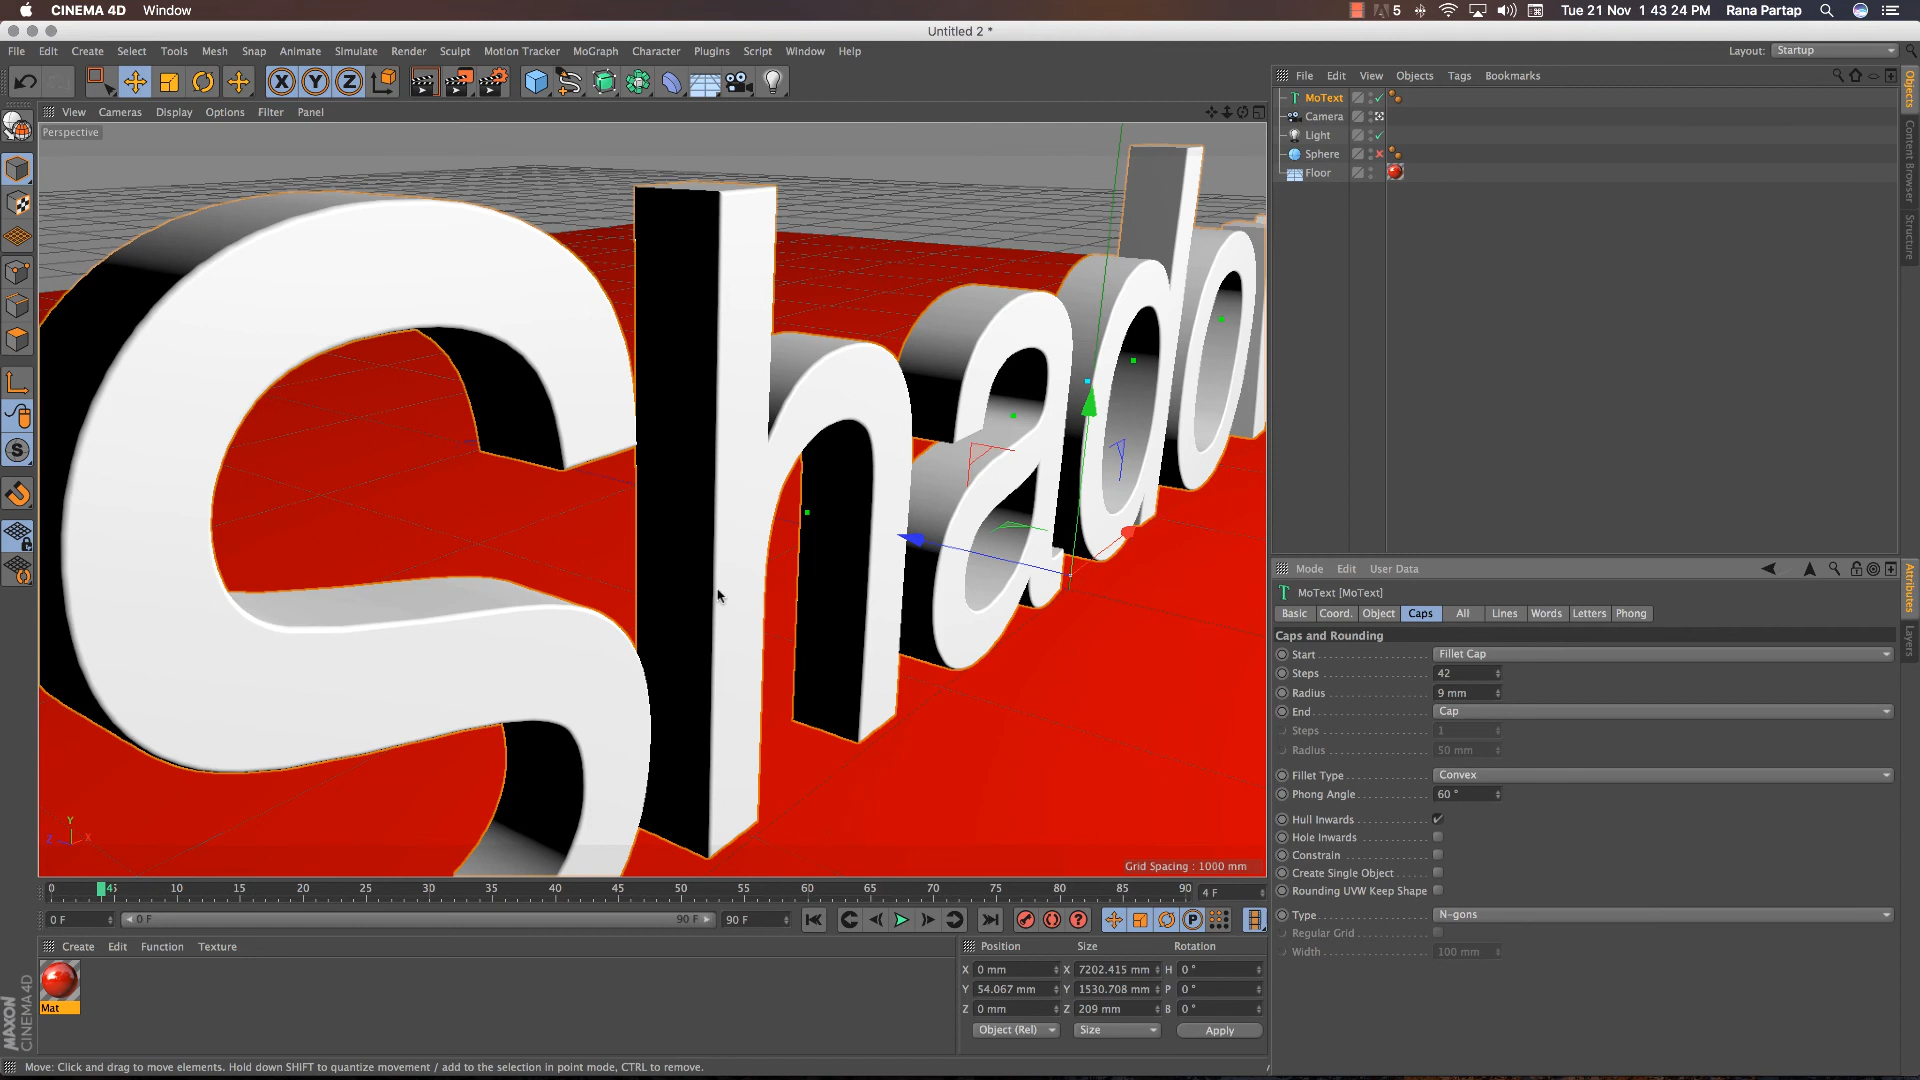 CINEMA 4D Window
5 Tue 21 Nov 1 43 24 PM Rana Partap
Untitled 2 *
File Edit Create Select Tools Mesh Snap Animate Simulate Render Sculpt Motion Tracker MoGraph Character Plugins Script Window Help
Layout: Startup
X Y Z
File Edit View Objects Tags Bookmarks
View Cameras Display Options Filter Panel
Perspective
MoText
Camera
Light
Sphere
Floor
Objects
Content Browser
Structure
Shado
Grid Spacing : 1000 mm
Mode Edit User Data
MoText [MoText]
Basic Coord. Object Caps All Lines Words Letters Phong
Attributes
Layers
Caps and Rounding
Start Fillet Cap
Steps 42
Radius 9 mm
End Cap
Steps 1
Radius 50 mm
Fillet Type Convex
Phong Angle 60 °
Hull Inwards
Hole Inwards
Constrain
Create Single Object
Rounding UVW Keep Shape
Type N-gons
Regular Grid
Width 100 mm
0 45 10 15 20 25 30 35 40 45 50 55 60 65 70 75 80 85 90 4 F
0 F 0 F 90 F 90 F
Create Edit Function Texture
Mat
MAXON
CINEMA 4D
Position Size Rotation
X 0 mm X 7202.415 mm H 0 °
Y 54.067 mm Y 1530.708 mm P 0 °
Z 0 mm Z 209 mm B 0 °
Object (Rel) Size Apply
Move: Click and drag to move elements. Hold down SHIFT to quantize movement / add to the selection in point mode, CTRL to remove.